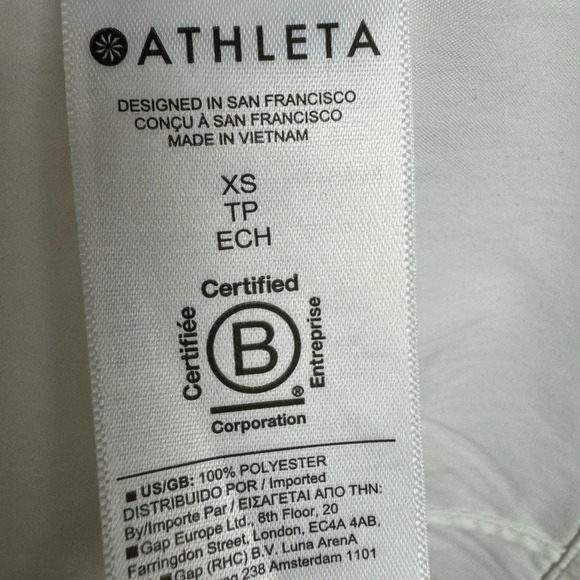 ATHLETA
DESIGNED IN SAN FRANCISCO
CONÇU À SAN FRANCISCO
MADE IN VIETNAM
XS
TP
ECH
Certified
Certifiée
B
Entreprise
®
Corporation
■ US/GB: 100% POLYESTER
DISTRIBUIDO POR / Imported
By/Importe Par / ΕΙΣΑΓΕΤΑΙ ΑΠΟ ΤΗΝ:
■Gap Europe Ltd., 8th Floor, 20
Farringdon Street, London, EC4A 4AB,
■Gap (RHC) B.V. Luna ArenA
238 Amsterdam 1101